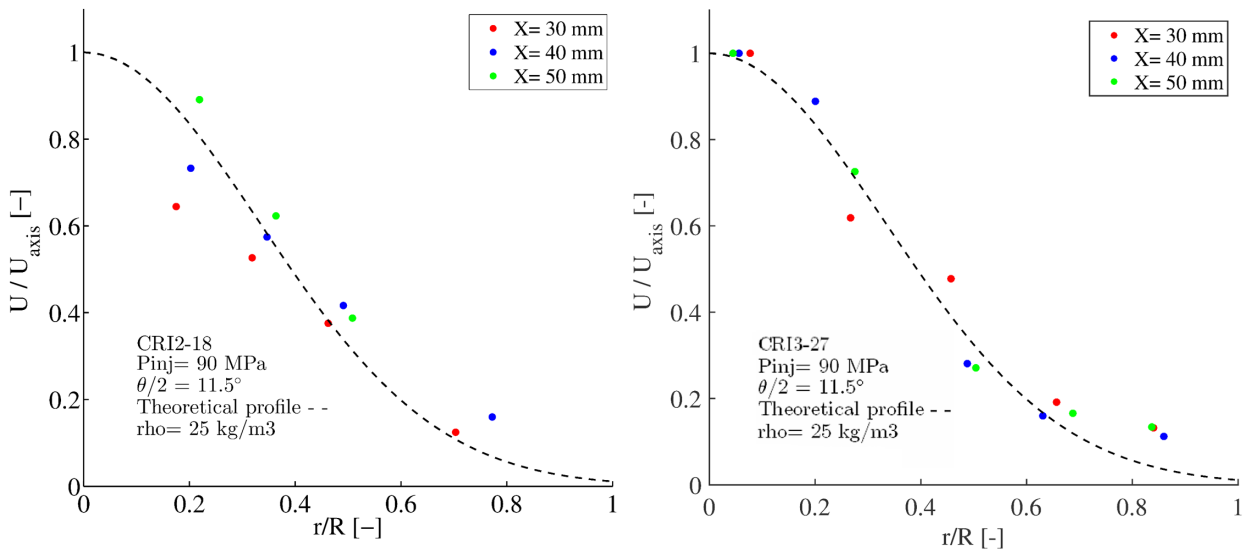 X= 30 mm
X= 40 mm
X= 50 mm
1
0.8
0.6
0.4
0.2
0
U / U_axis [−]
CRI2-18
Pinj= 90 MPa
θ/2 = 11.5°
Theoretical profile - -
rho= 25 kg/m3
0 0.2 0.4 0.6 0.8 1
r/R [−]
X= 30 mm
X= 40 mm
X= 50 mm
1
0.8
0.6
0.4
0.2
0
U / U_axis [-]
CRI3-27
Pinj= 90 MPa
θ/2 = 11.5°
Theoretical profile - -
rho= 25 kg/m3
0 0.2 0.4 0.6 0.8 1
r/R [-]